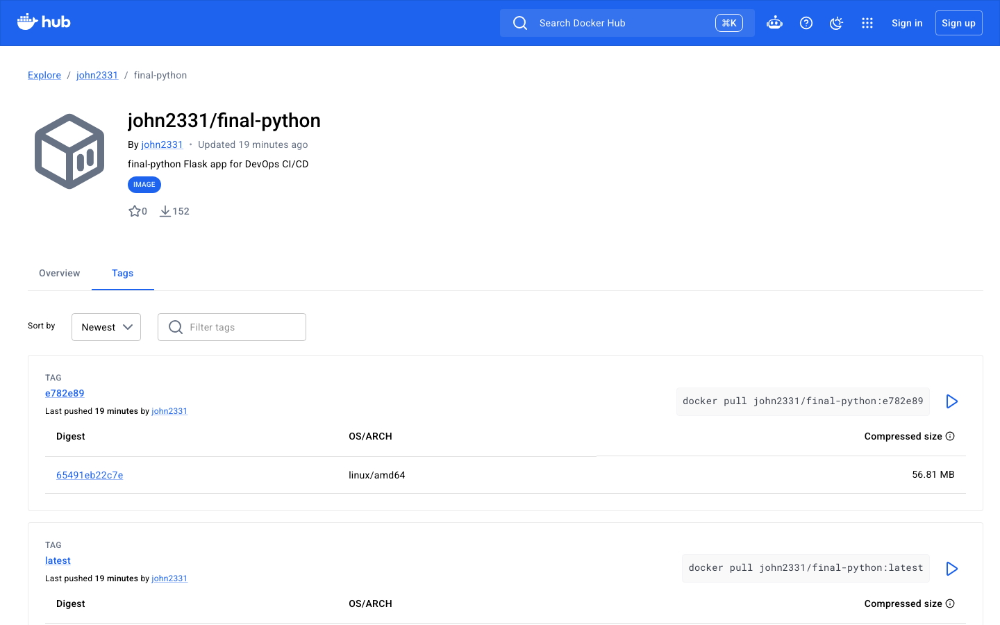 hub
Search Docker Hub
⌘K
Sign in
Sign up
Explore / john2331 / final-python
john2331/final-python
By john2331 • Updated 19 minutes ago
final-python Flask app for DevOps CI/CD
IMAGE
0 152
Overview
Tags
Sort by
Newest
Filter tags
TAG
e782e89
docker pull john2331/final-python:e782e89
Last pushed 19 minutes by john2331
Digest OS/ARCH Compressed size
65491eb22c7e linux/amd64 56.81 MB
TAG
latest
docker pull john2331/final-python:latest
Last pushed 19 minutes by john2331
Digest OS/ARCH Compressed size